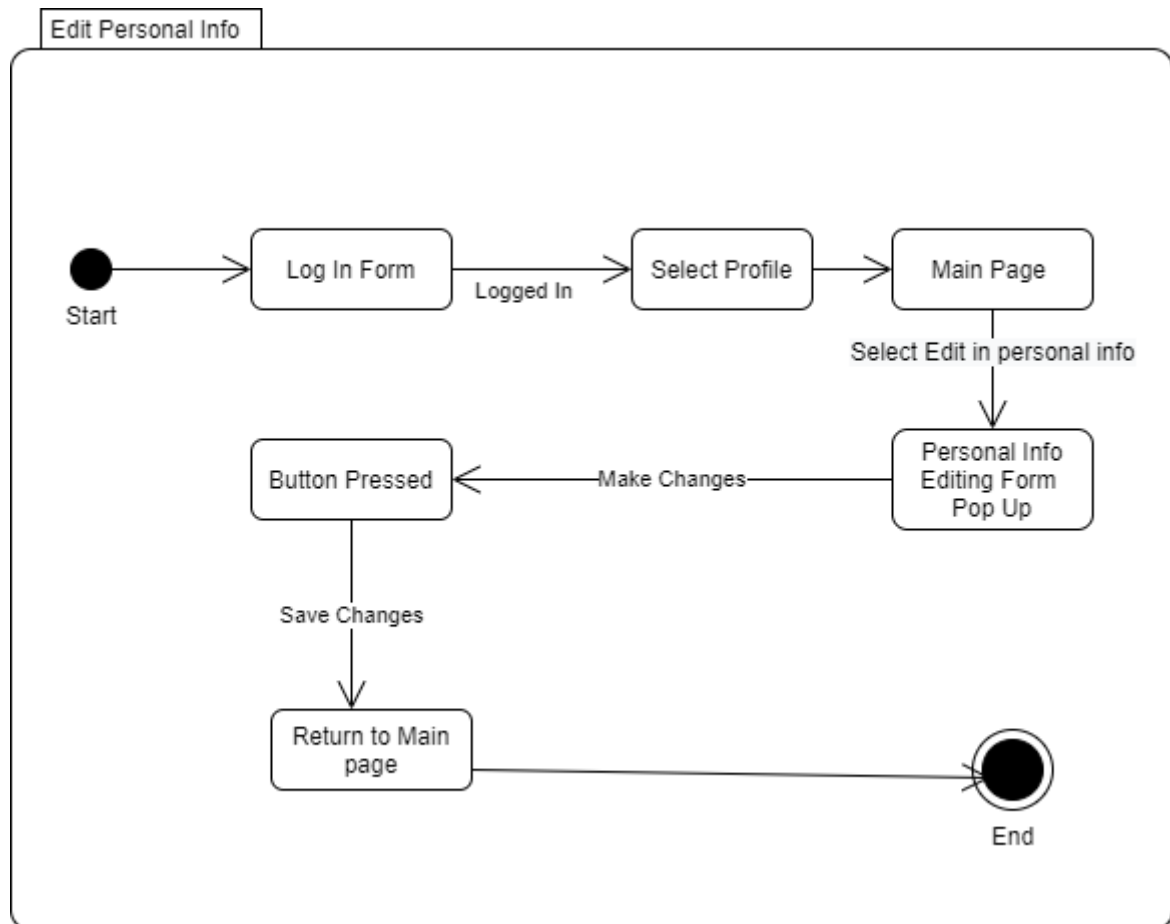 Edit Personal Info
Log In Form
Logged In
Select Profile
Main Page
Start
Select Edit in personal info
Personal Info
Editing Form
Pop Up
Make Changes
Button Pressed
Save Changes
Return to Main
page
End